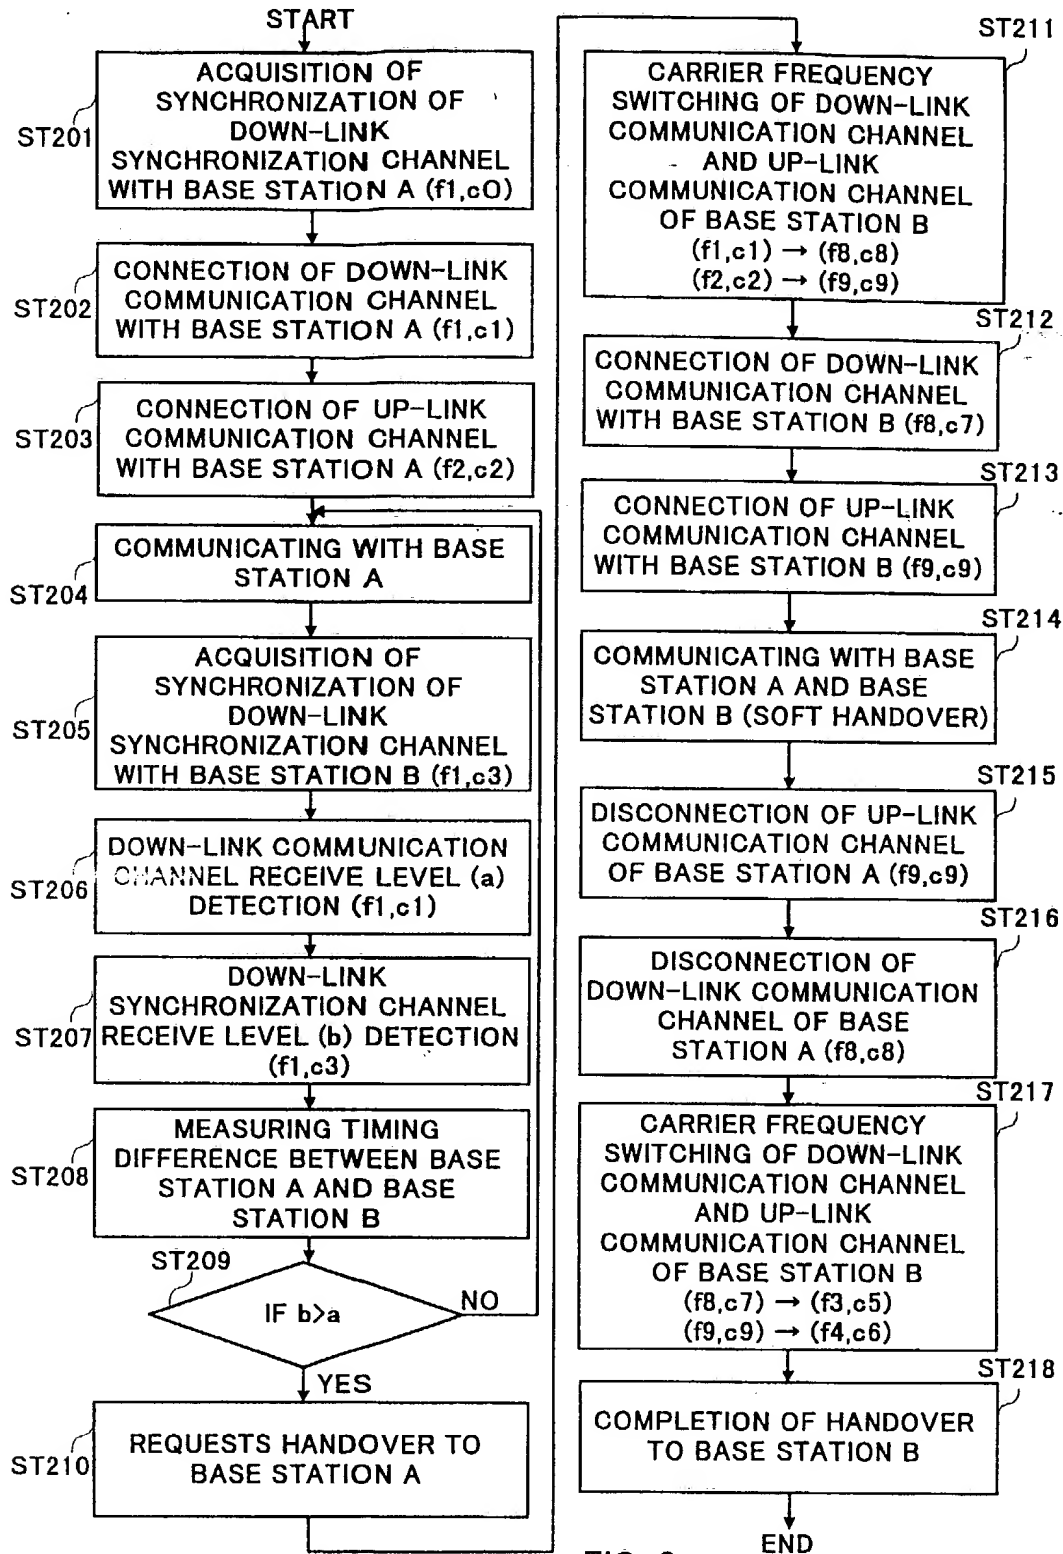 START
ST201
ACQUISITION OF
SYNCHRONIZATION OF
DOWN-LINK
SYNCHRONIZATION CHANNEL
WITH BASE STATION A (f1,c0)
ST202
CONNECTION OF DOWN-LINK
COMMUNICATION CHANNEL
WITH BASE STATION A (f1,c1)
ST203
CONNECTION OF UP-LINK
COMMUNICATION CHANNEL
WITH BASE STATION A (f2,c2)
ST204
COMMUNICATING WITH BASE
STATION A
ST205
ACQUISITION OF
SYNCHRONIZATION OF
DOWN-LINK
SYNCHRONIZATION CHANNEL
WITH BASE STATION B (f1,c3)
ST206
DOWN-LINK COMMUNICATION
CHANNEL RECEIVE LEVEL (a)
DETECTION (f1,c1)
ST207
DOWN-LINK
SYNCHRONIZATION CHANNEL
RECEIVE LEVEL (b) DETECTION
(f1,c3)
ST208
MEASURING TIMING
DIFFERENCE BETWEEN BASE
STATION A AND BASE
STATION B
ST209
IF b>a
NO
YES
ST210
REQUESTS HANDOVER TO
BASE STATION A
ST211
CARRIER FREQUENCY
SWITCHING OF DOWN-LINK
COMMUNICATION CHANNEL
AND UP-LINK
COMMUNICATION CHANNEL
OF BASE STATION B
(f1,c1) → (f8,c8)
(f2,c2) → (f9,c9)
ST212
CONNECTION OF DOWN-LINK
COMMUNICATION CHANNEL
WITH BASE STATION B (f8,c7)
ST213
CONNECTION OF UP-LINK
COMMUNICATION CHANNEL
WITH BASE STATION B (f9,c9)
ST214
COMMUNICATING WITH BASE
STATION A AND BASE
STATION B (SOFT HANDOVER)
ST215
DISCONNECTION OF UP-LINK
COMMUNICATION CHANNEL
OF BASE STATION A (f9,c9)
ST216
DISCONNECTION OF
DOWN-LINK COMMUNICATION
CHANNEL OF BASE
STATION A (f8,c8)
ST217
CARRIER FREQUENCY
SWITCHING OF DOWN-LINK
COMMUNICATION CHANNEL
AND UP-LINK
COMMUNICATION CHANNEL
OF BASE STATION B
(f8,c7) → (f3,c5)
(f9,c9) → (f4,c6)
ST218
COMPLETION OF HANDOVER
TO BASE STATION B
END